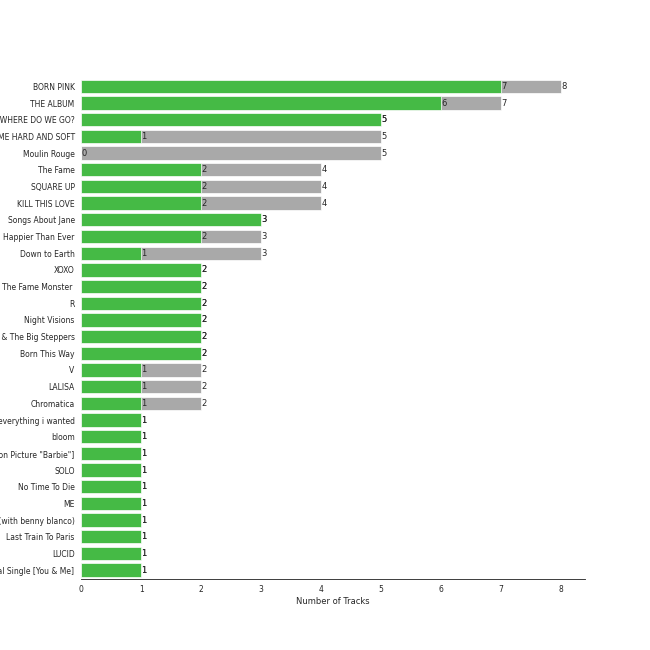 BORN PINK 7 8
THE ALBUM 6 7
WHERE DO WE GO? 5
ME HARD AND SOFT 1 5
Moulin Rouge 0 5
The Fame 2 4
SQUARE UP 2 4
KILL THIS LOVE 2 4
Songs About Jane 3
Happier Than Ever 2 3
Down to Earth 1 3
XOXO 2
The Fame Monster 2
R 2
Night Visions 2
& The Big Steppers 2
Born This Way 2
V 1 2
LALISA 1 2
Chromatica 1 2
everything i wanted 1
bloom 1
on Picture "Barbie"] 1
SOLO 1
No Time To Die 1
ME 1
(with benny blanco) 1
Last Train To Paris 1
LUCID 1
al Single [You & Me] 1
0 1 2 3 4 5 6 7 8
Number of Tracks